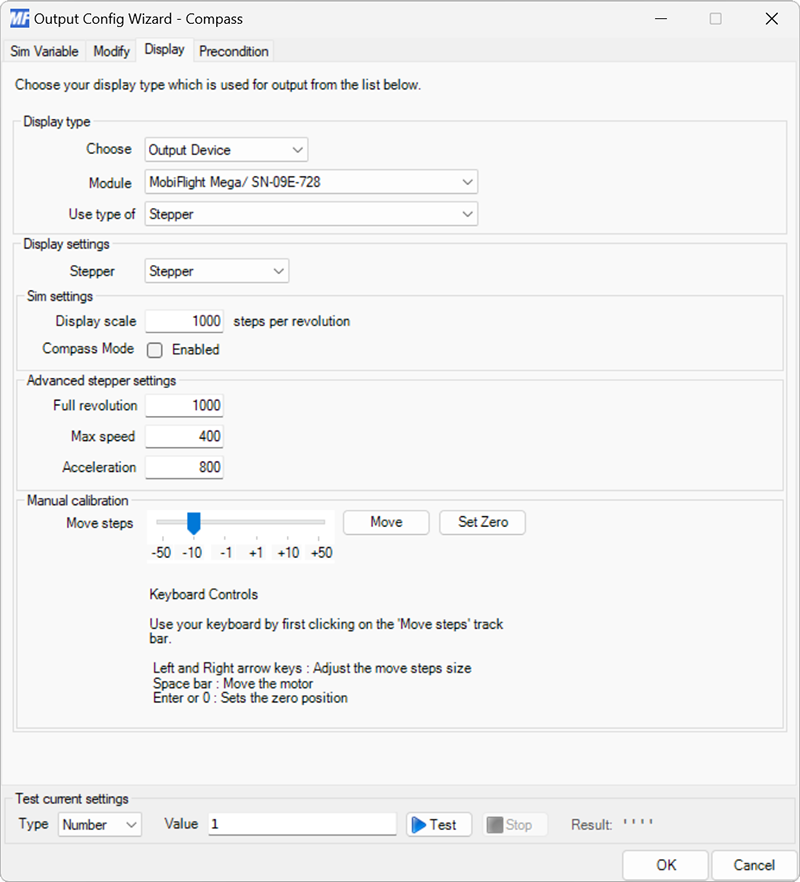 MF Output Config Wizard - Compass
Sim Variable Modify Display Precondition
Choose your display type which is used for output from the list below.
Display type
Choose Output Device
Module MobiFlight Mega/ SN-09E-728
Use type of Stepper
Display settings
Stepper Stepper
Sim settings
Display scale 1000 steps per revolution
Compass Mode Enabled
Advanced stepper settings
Full revolution 1000
Max speed 400
Acceleration 800
Manual calibration
Move steps Move Set Zero
-50 -10 -1 +1 +10 +50
Keyboard Controls
Use your keyboard by first clicking on the 'Move steps' track
bar.
Left and Right arrow keys : Adjust the move steps size
Space bar : Move the motor
Enter or 0 : Sets the zero position
Test current settings
Type Number Value 1 Test Stop Result: ' ' ' '
OK Cancel